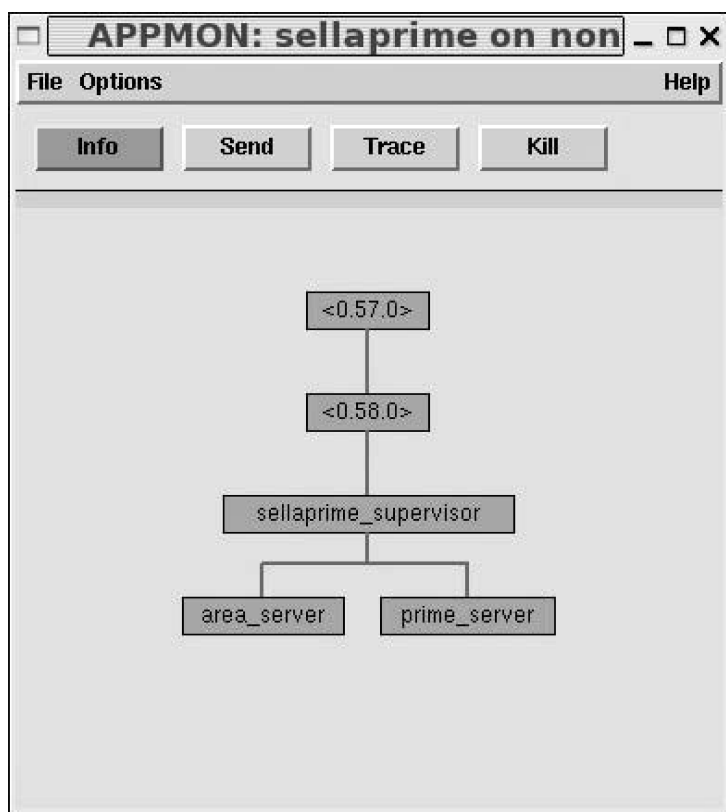 APPMON: sellaprime on non
File Options Help
Info Send Trace Kill
<0.57.0>
<0.58.0>
sellaprime_supervisor
area_server prime_server